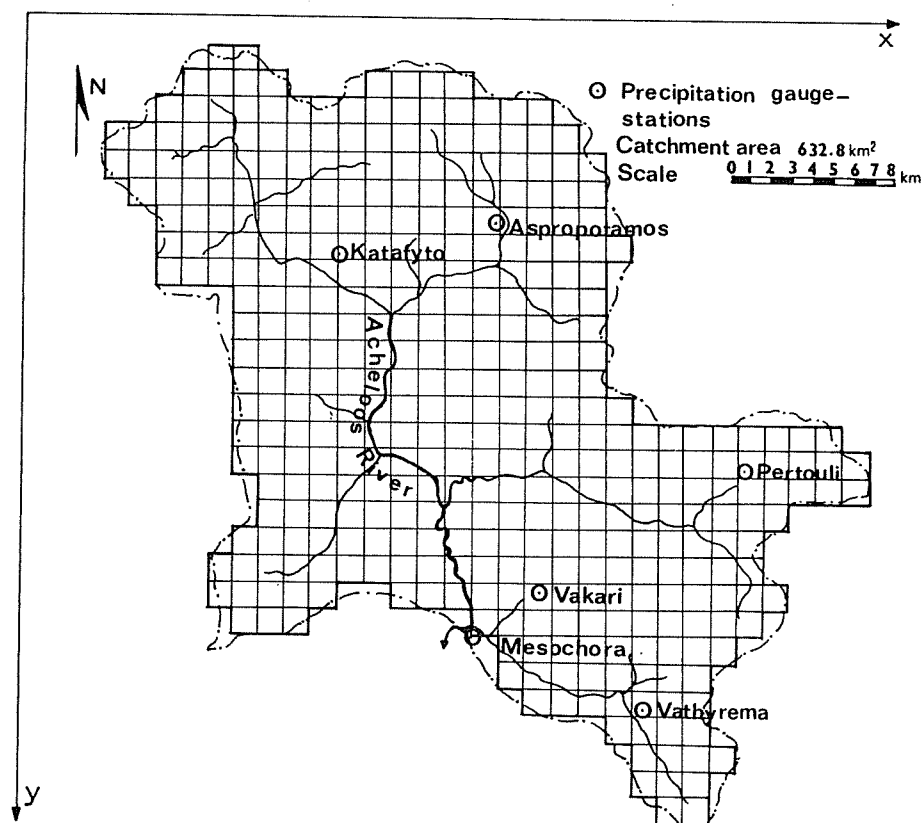 x
N
Precipitation gauge-
stations
Catchment area 632.8 km²
Scale 0 1 2 3 4 5 6 7 8 km
Aspropotamos
Katafyto
Acheloos River
Pertouli
Vakari
Mesochora
Vathyrema
y